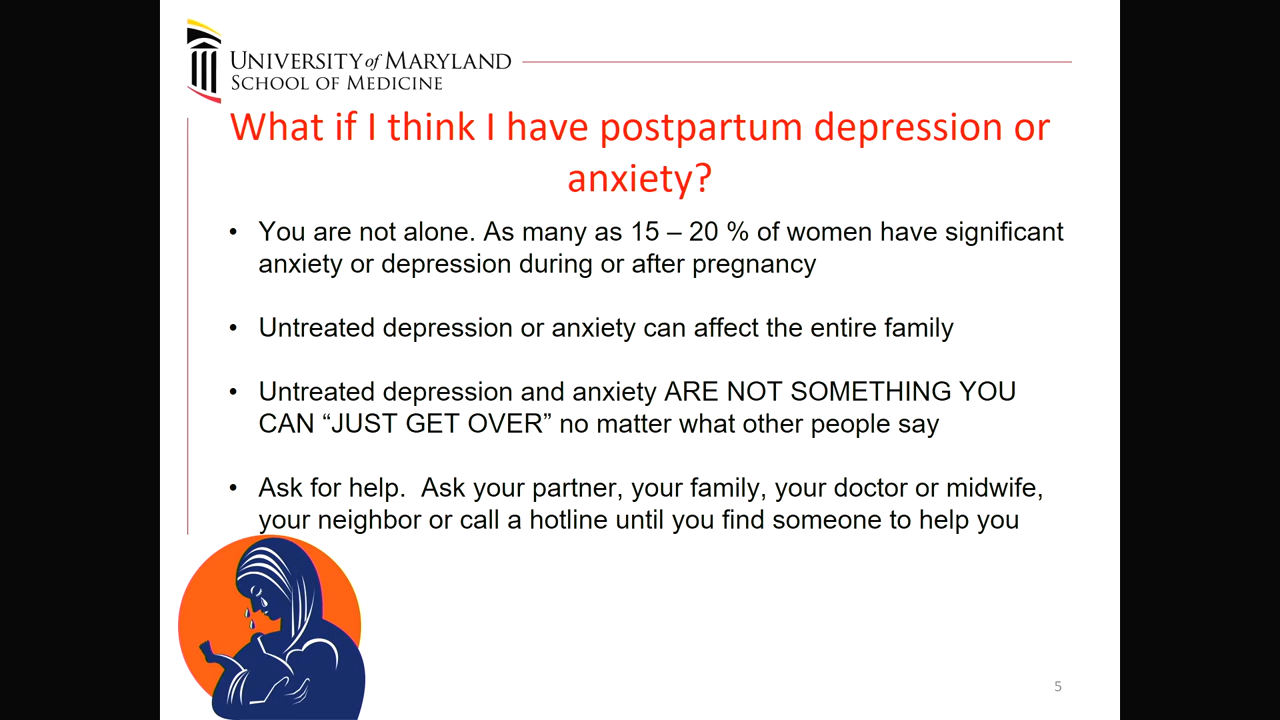 UNIVERSITY of MARYLAND
SCHOOL OF MEDICINE
What if I think I have postpartum depression or
anxiety?
• You are not alone. As many as 15 – 20 % of women have significant
anxiety or depression during or after pregnancy
• Untreated depression or anxiety can affect the entire family
• Untreated depression and anxiety ARE NOT SOMETHING YOU
CAN “JUST GET OVER” no matter what other people say
• Ask for help.  Ask your partner, your family, your doctor or midwife,
your neighbor or call a hotline until you find someone to help you
5